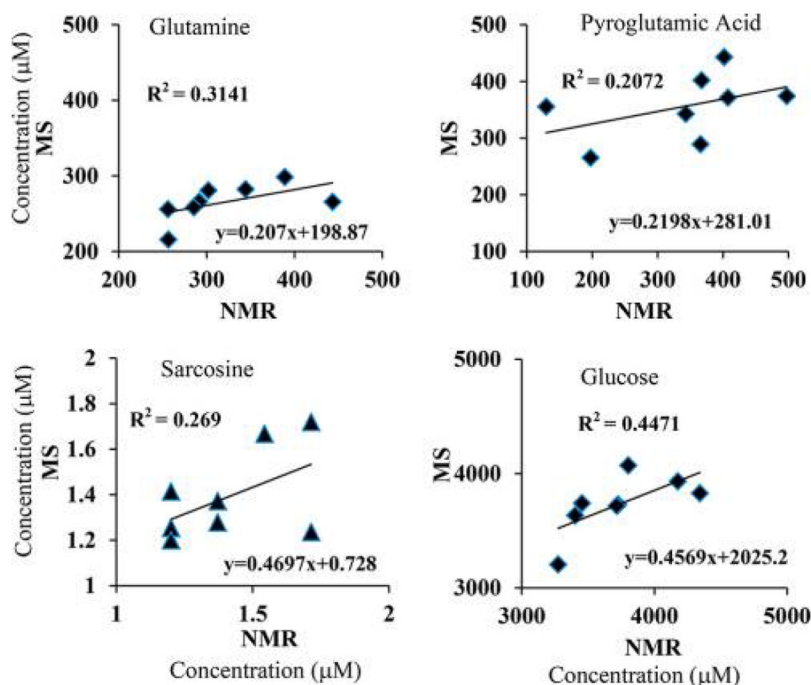 Glutamine
R² = 0.3141
y=0.207x+198.87
500
400
300
200
200 300 400 500
NMR
MS
Concentration (μM)
Pyroglutamic Acid
R² = 0.2072
y=0.2198x+281.01
500
400
300
200
100
100 200 300 400 500
NMR
MS
Sarcosine
R² = 0.269
y=0.4697x+0.728
2
1.8
1.6
1.4
1.2
1
1 1.5 2
NMR
MS
Concentration (μM)
Concentration (μM)
Glucose
R² = 0.4471
y=0.4569x+2025.2
5000
4000
3000
3000 4000 5000
NMR
MS
Concentration (μM)